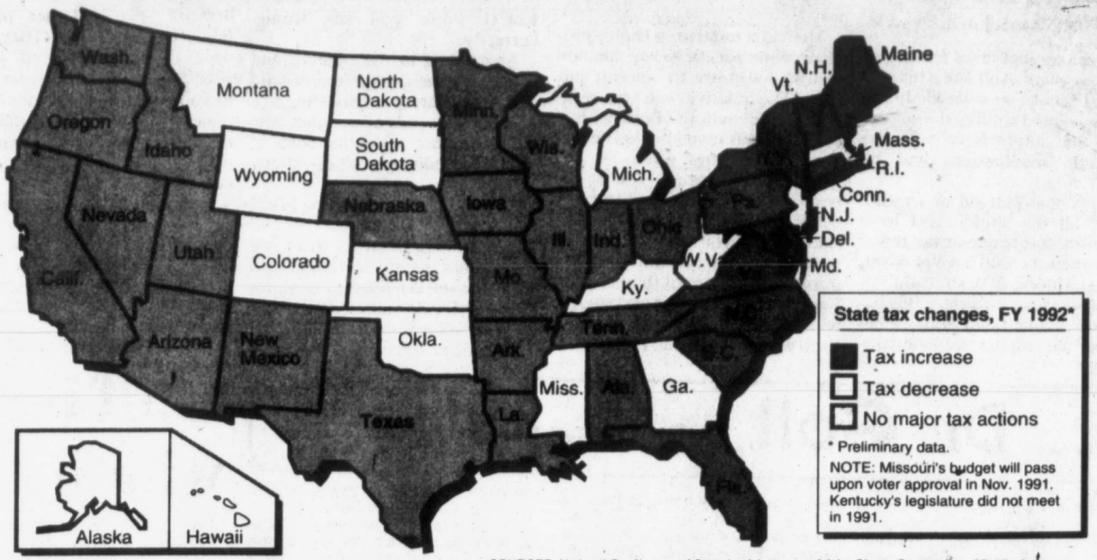 Wash.
Oregon
Calif.
Nevada
Idaho
Utah
Arizona
Montana
Wyoming
Colorado
New
Mexico
North
Dakota
South
Dakota
Nebraska
Kansas
Okla.
Texas
Minn.
Iowa
Mo.
Ark.
La.
Wis.
Ill.
Mich.
Ind.
Ohio
Ky.
Tenn.
Miss.
Ala.
Ga.
Fla.
S.C.
N.C.
Va.
W.V.
Pa.
N.Y.
Vt.
N.H.
Maine
Mass.
R.I.
Conn.
N.J.
Del.
Md.
Alaska
Hawaii
State tax changes, FY 1992*
Tax increase
Tax decrease
No major tax actions
* Preliminary data.
NOTE: Missouri's budget will pass
upon voter approval in Nov. 1991.
Kentucky's legislature did not meet
in 1991.